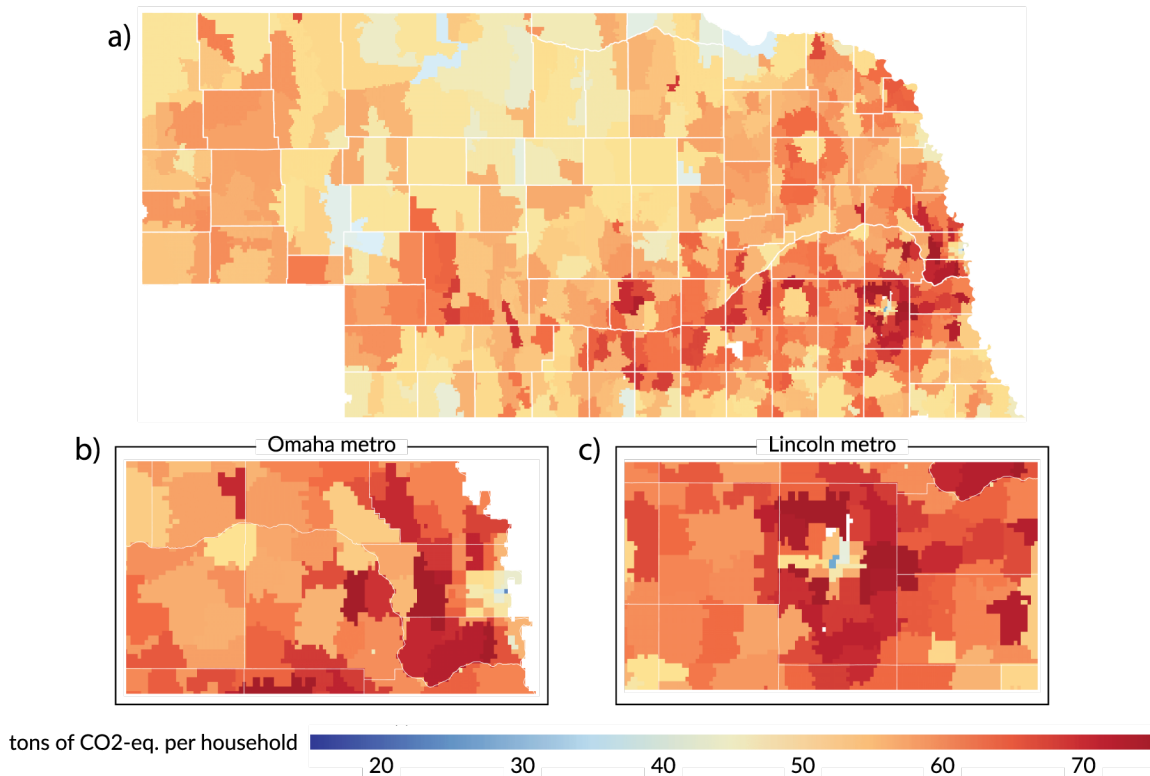 a)
b)
Omaha metro
c)
Lincoln metro
tons of CO2-eq. per household
20 30 40 50 60 70